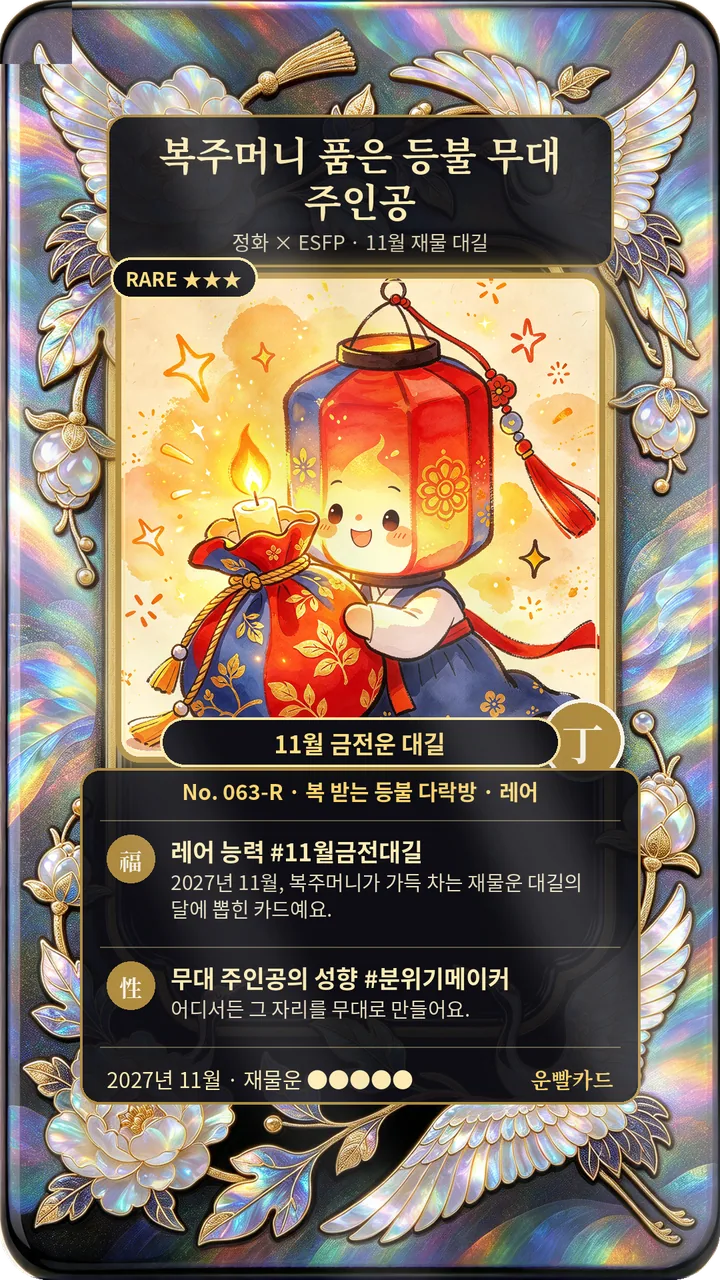 복주머니 품은 등불 무대
주인공
정화 × ESFP · 11월 재물 대길
RARE ★★★
11월 금전운 대길
丁
No. 063-R · 복 받는 등불 다락방 · 레어
福
레어 능력 #11월금전대길
2027년 11월, 복주머니가 가득 차는 재물운 대길의
달에 뽑힌 카드예요.
性
무대 주인공의 성향 #분위기메이커
어디서든 그 자리를 무대로 만들어요.
2027년 11월 · 재물운 ●●●●●
운빨카드